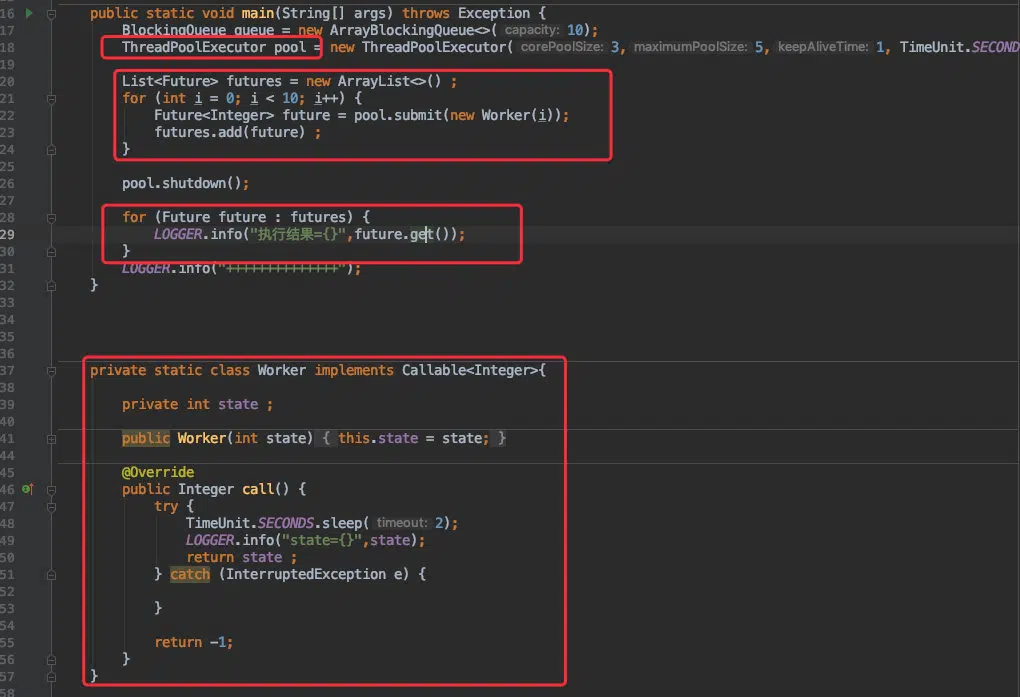 16 public static void main(String[] args) throws Exception {
17 BlockingQueue queue = new ArrayBlockingQueue<>( capacity: 10);
18 ThreadPoolExecutor pool = new ThreadPoolExecutor( corePoolSize: 3, maximumPoolSize: 5, keepAliveTime: 1, TimeUnit.SECOND
19
20 List<Future> futures = new ArrayList<>() ;
21 for (int i = 0; i < 10; i++) {
22 Future<Integer> future = pool.submit(new Worker(i));
23 futures.add(future) ;
24 }
25
26 pool.shutdown();
27
28 for (Future future : futures) {
29 LOGGER.info("执行结果={}",future.get());
30 }
31 LOGGER.info("++++++++++++++");
32 }
33
34
35
36
37 private static class Worker implements Callable<Integer>{
38
39 private int state ;
40
41 public Worker(int state) { this.state = state; }
44
45 @Override
46 public Integer call() {
47 try {
48 TimeUnit.SECONDS.sleep( timeout: 2);
49 LOGGER.info("state={}",state);
50 return state ;
51 } catch (InterruptedException e) {
52
53 }
54
55 return -1;
56 }
57 }
58